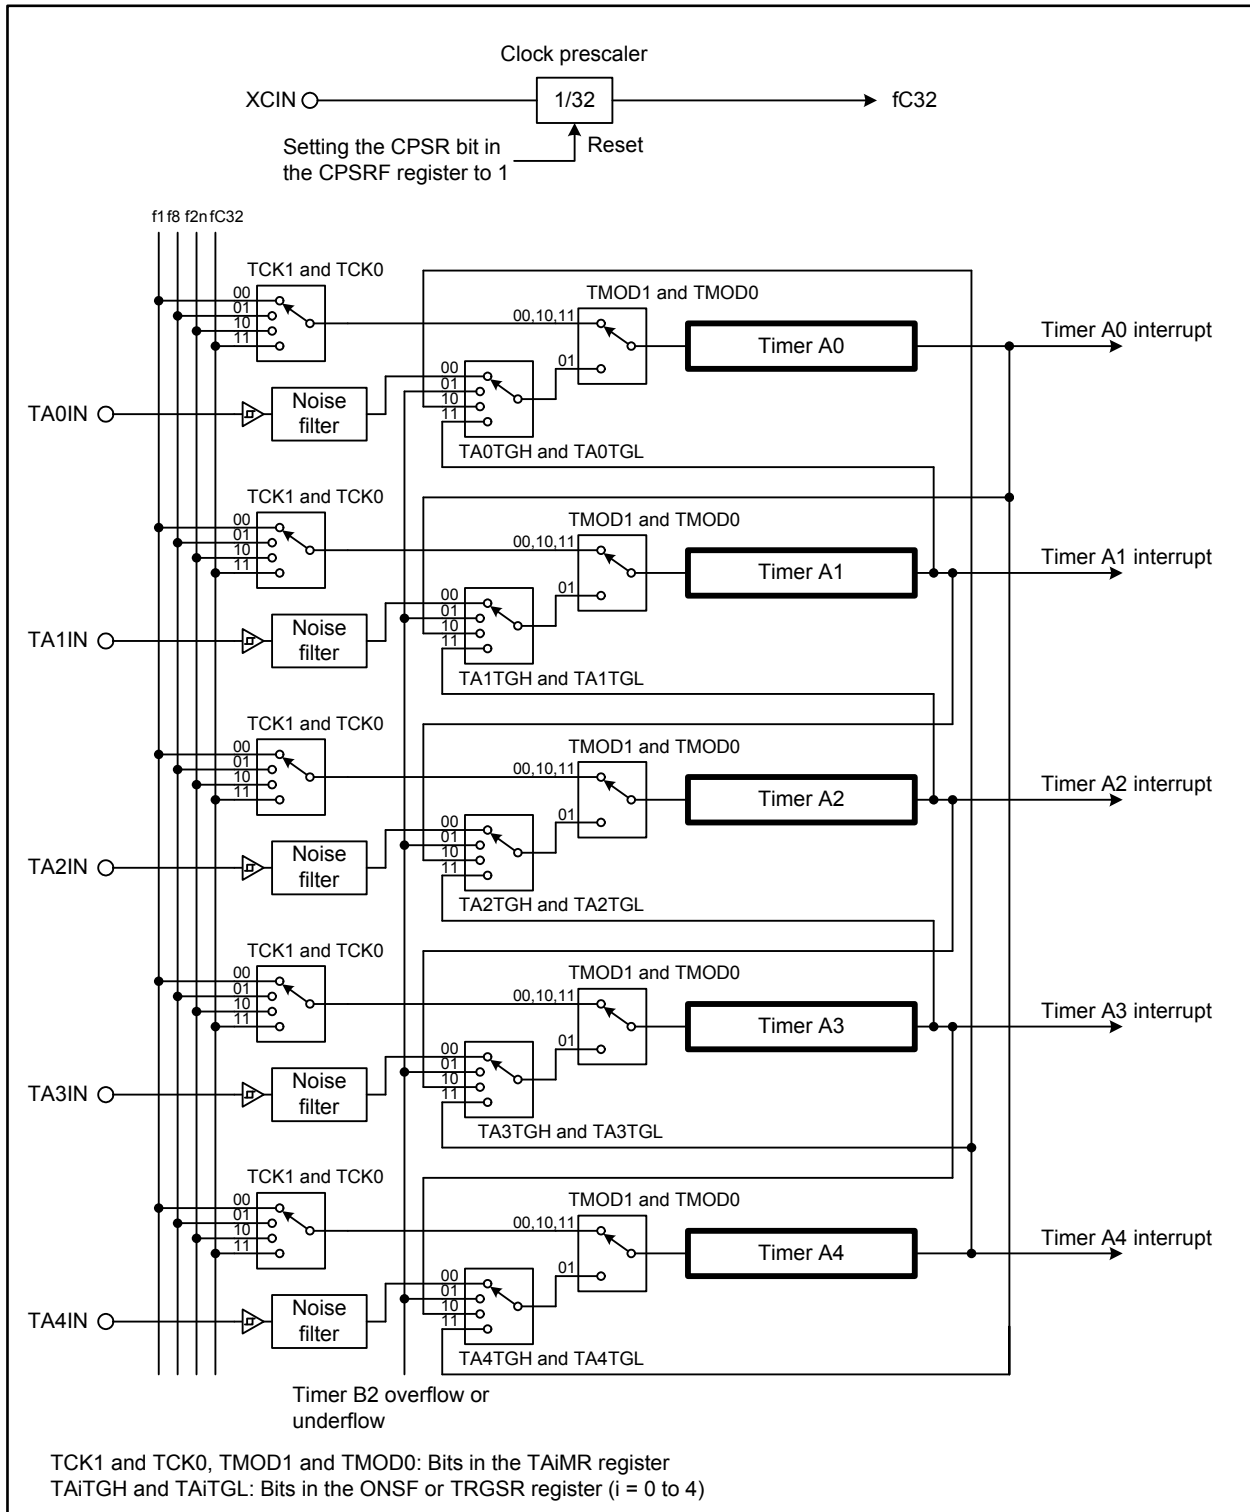 Clock prescaler
XCIN
1/32
fC32
Setting the CPSR bit in
the CPSRF register to 1
Reset
f1 f8 f2n fC32
TCK1 and TCK0
00
01
10
11
TMOD1 and TMOD0
00,10,11
01
Timer A0
Timer A0 interrupt
00
01
10
11
TA0IN
Noise
filter
TA0TGH and TA0TGL
TCK1 and TCK0
00
01
10
11
TMOD1 and TMOD0
00,10,11
01
Timer A1
Timer A1 interrupt
00
01
10
11
TA1IN
Noise
filter
TA1TGH and TA1TGL
TCK1 and TCK0
00
01
10
11
TMOD1 and TMOD0
00,10,11
01
Timer A2
Timer A2 interrupt
00
01
10
11
TA2IN
Noise
filter
TA2TGH and TA2TGL
TCK1 and TCK0
00
01
10
11
TMOD1 and TMOD0
00,10,11
01
Timer A3
Timer A3 interrupt
00
01
10
11
TA3IN
Noise
filter
TA3TGH and TA3TGL
TCK1 and TCK0
00
01
10
11
TMOD1 and TMOD0
00,10,11
01
Timer A4
Timer A4 interrupt
00
01
10
11
TA4IN
Noise
filter
TA4TGH and TA4TGL
Timer B2 overflow or
underflow
TCK1 and TCK0, TMOD1 and TMOD0: Bits in the TAiMR register
TAiTGH and TAiTGL: Bits in the ONSF or TRGSR register (i = 0 to 4)